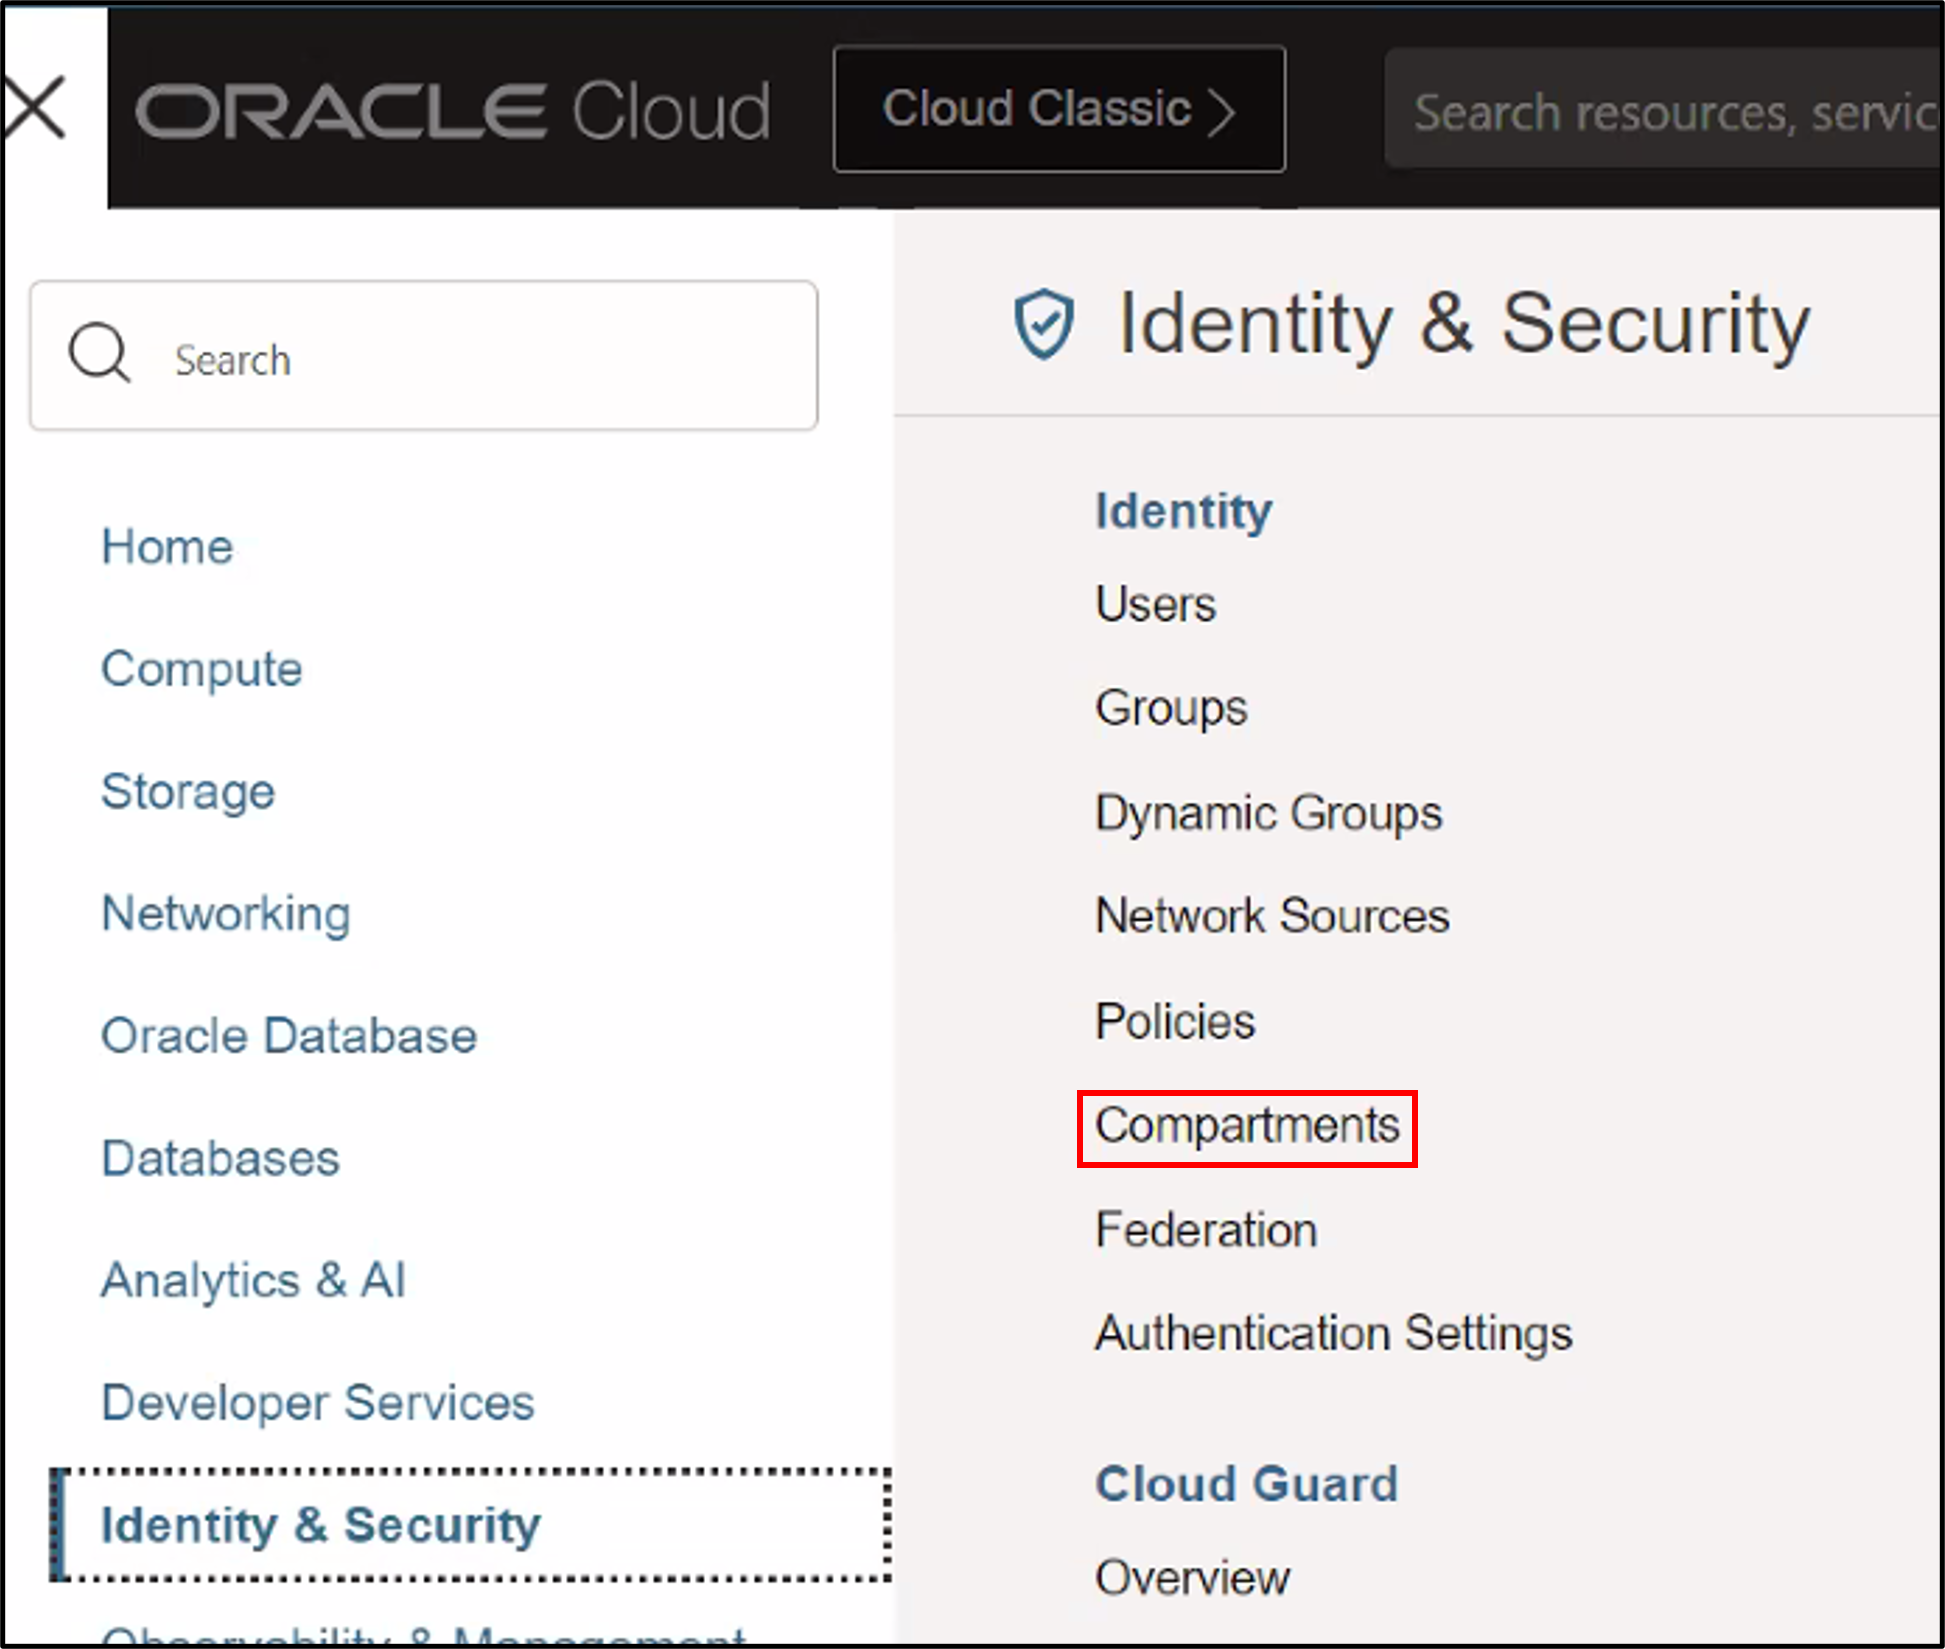 ORACLE Cloud
Cloud Classic
Search resources, servic
Search
Home
Compute
Storage
Networking
Oracle Database
Databases
Analytics & AI
Developer Services
Identity & Security
Observability & Management
Identity & Security
Identity
Users
Groups
Dynamic Groups
Network Sources
Policies
Compartments
Federation
Authentication Settings
Cloud Guard
Overview